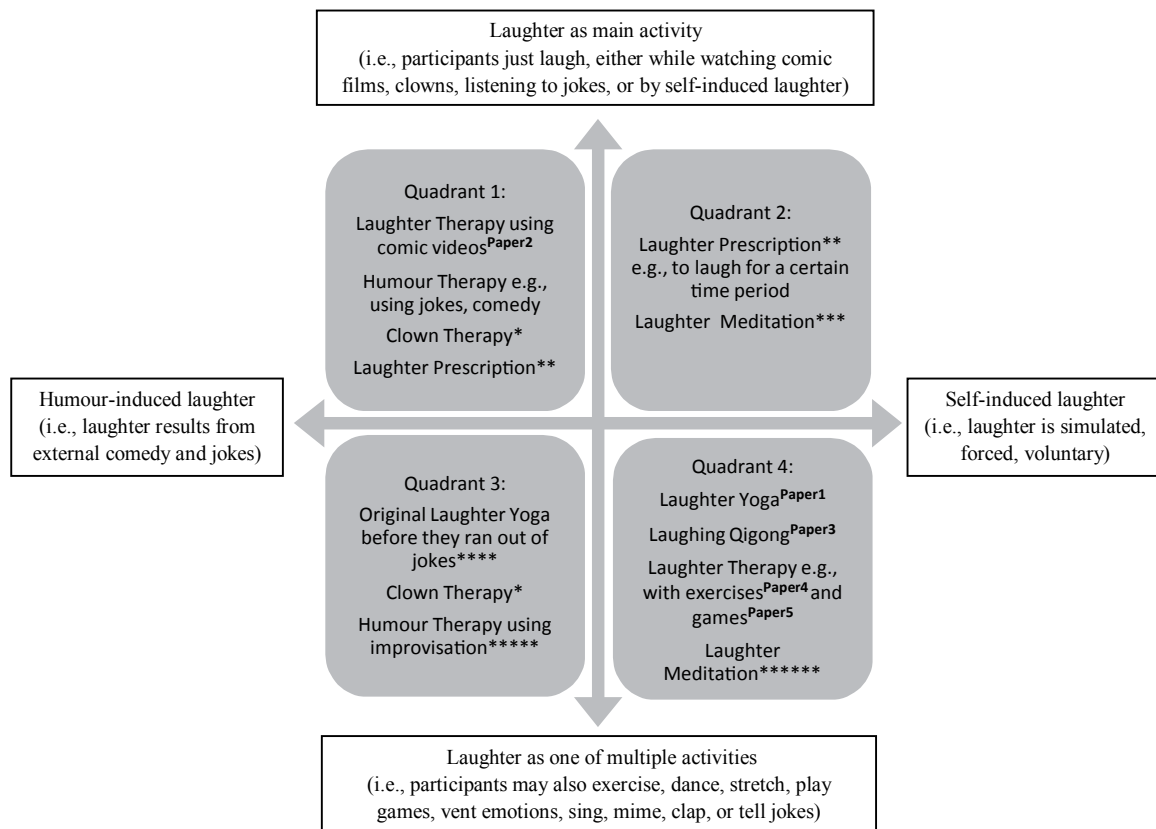 Laughter as main activity
(i.e., participants just laugh, either while watching comic
films, clowns, listening to jokes, or by self-induced laughter)
Quadrant 1:
Laughter Therapy using
comic videosPaper2
Humour Therapy e.g.,
using jokes, comedy
Clown Therapy*
Laughter Prescription**
Quadrant 2:
Laughter Prescription**
e.g., to laugh for a certain
time period
Laughter Meditation***
Humour-induced laughter
(i.e., laughter results from
external comedy and jokes)
Self-induced laughter
(i.e., laughter is simulated,
forced, voluntary)
Quadrant 3:
Original Laughter Yoga
before they ran out of
jokes****
Clown Therapy*
Humour Therapy using
improvisation*****
Quadrant 4:
Laughter YogaPaper1
Laughing QigongPaper3
Laughter Therapy e.g.,
with exercisesPaper4 and
gamesPaper5
Laughter
Meditation******
Laughter as one of multiple activities
(i.e., participants may also exercise, dance, stretch, play
games, vent emotions, sing, mime, clap, or tell jokes)